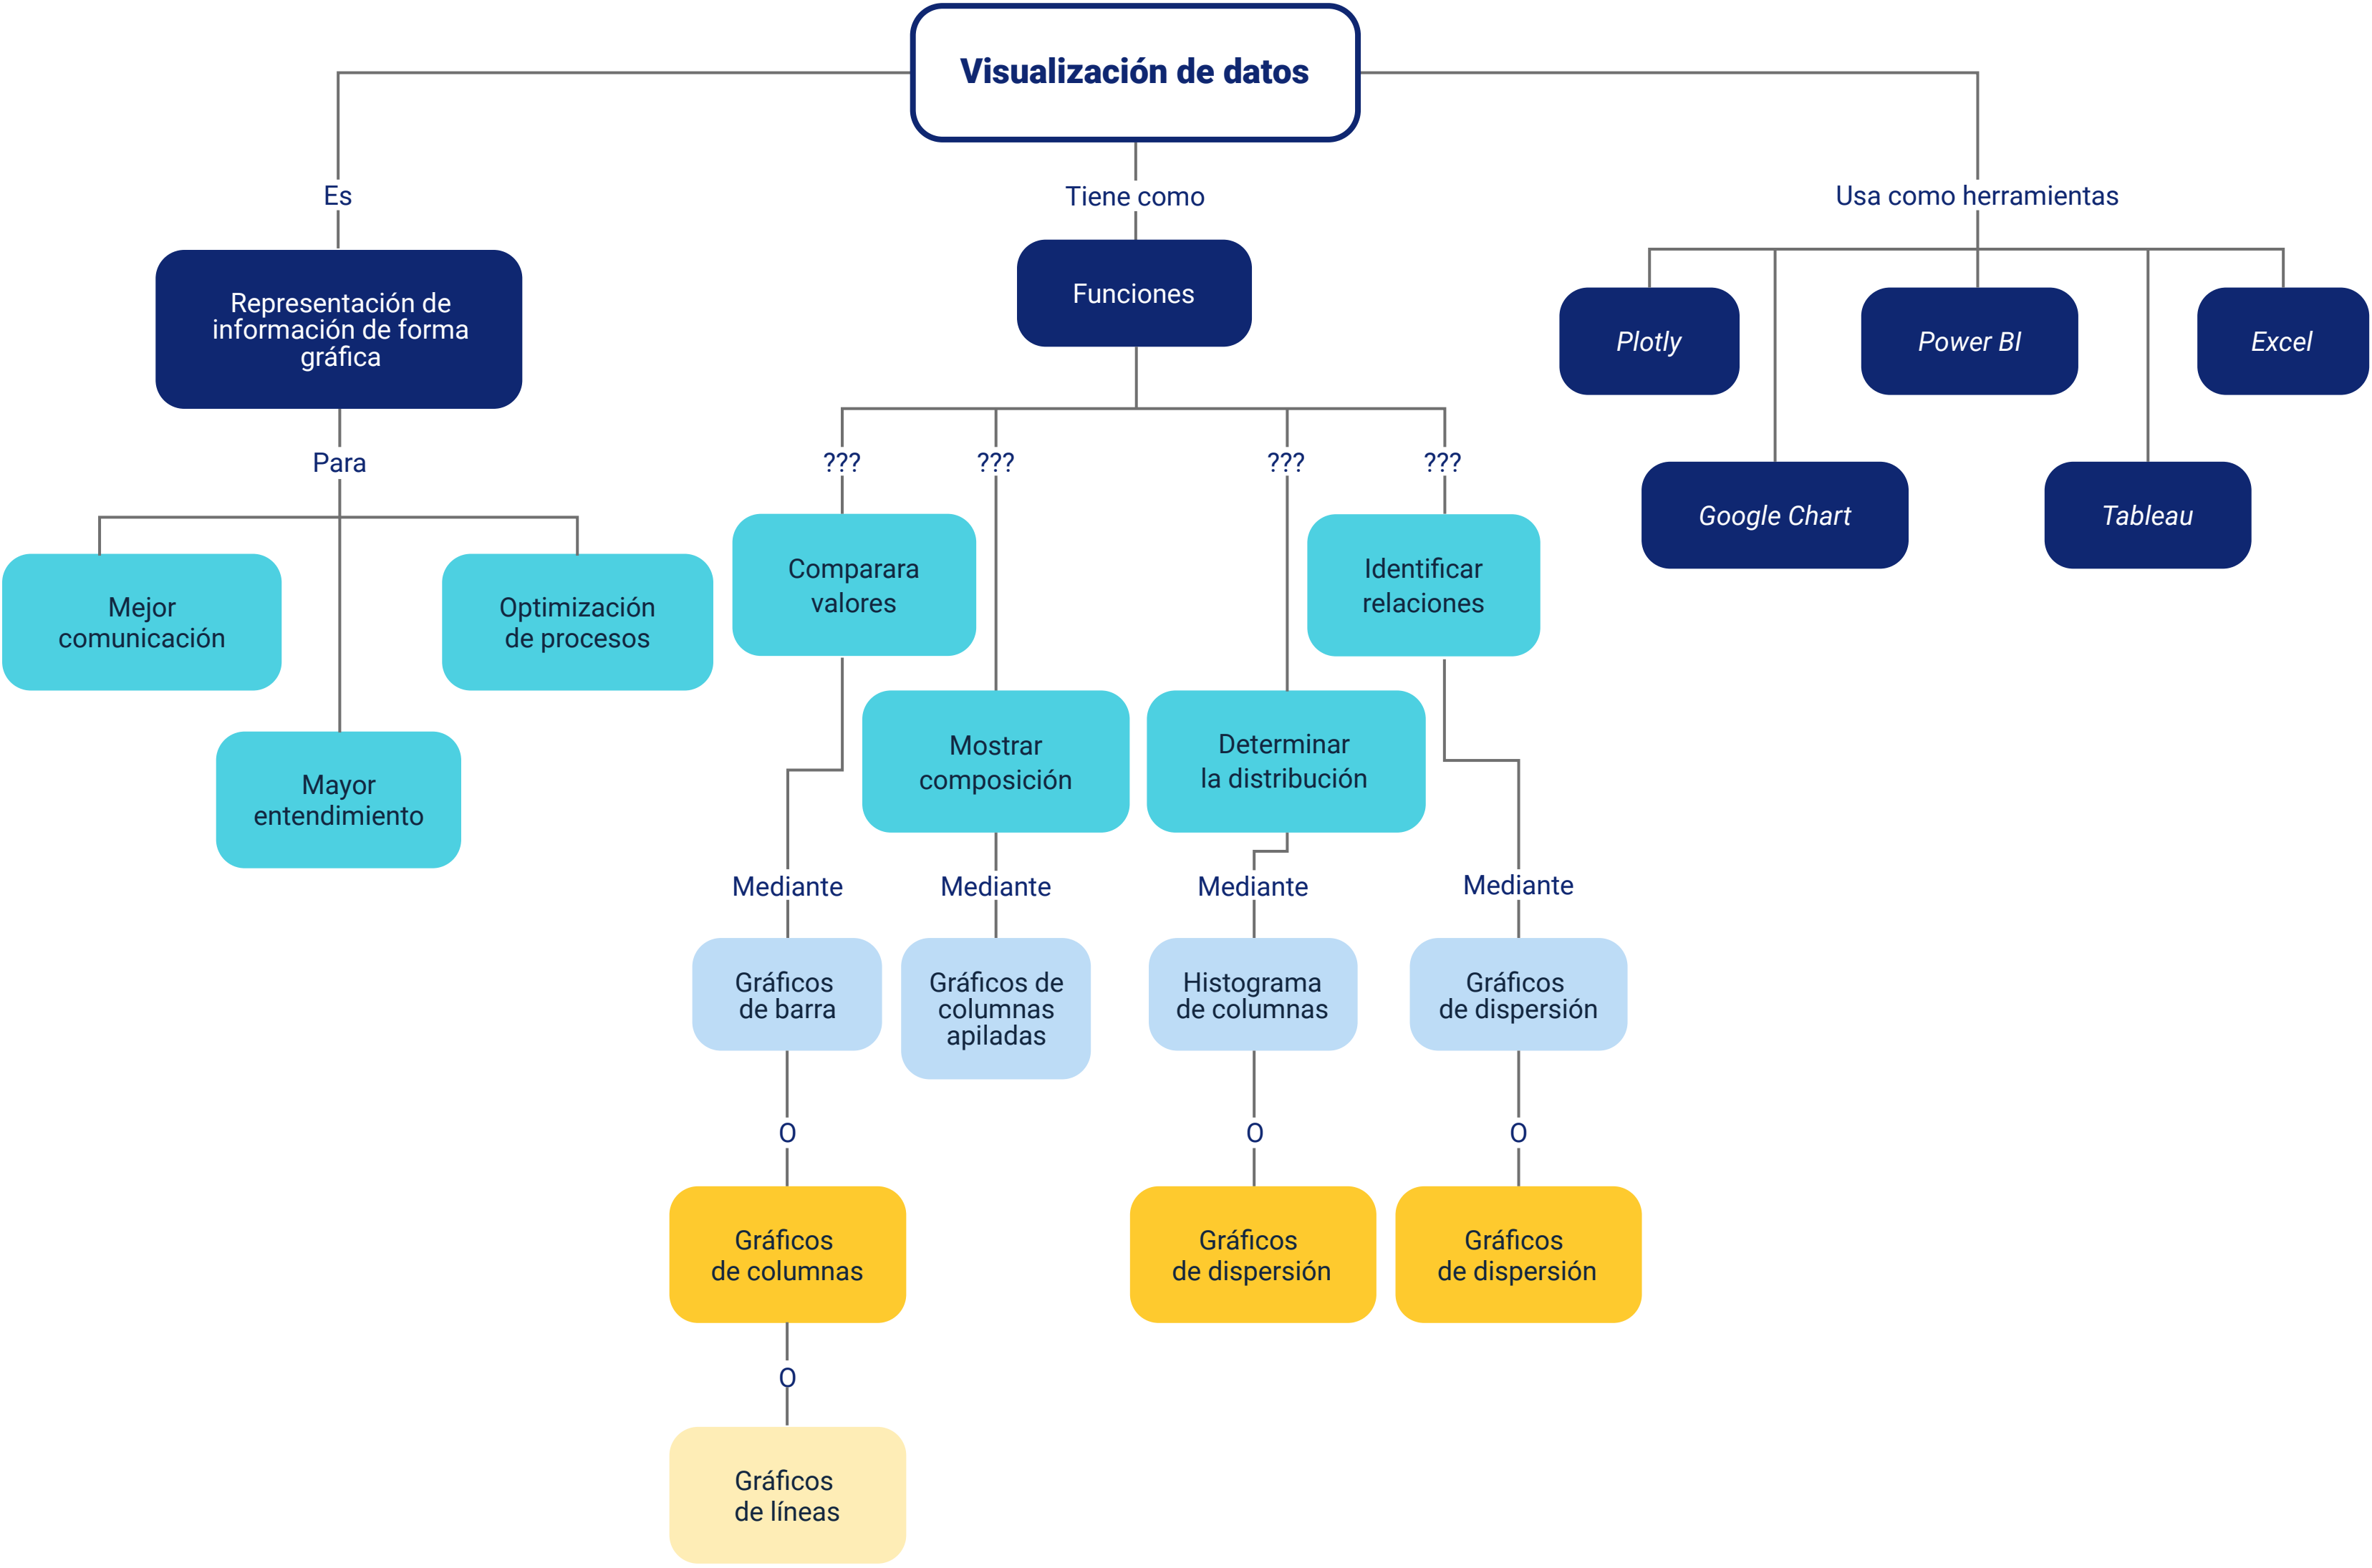 Visualización de datos
Es
Tiene como
Usa como herramientas
Representación de
información de forma
gráfica
Funciones
Plotly
Power BI
Excel
Para
???
???
???
???
Google Chart
Tableau
Mejor
comunicación
Optimización
de procesos
Comparara
valores
Identificar
relaciones
Mayor
entendimiento
Mostrar
composición
Determinar
la distribución
Mediante
Mediante
Mediante
Mediante
Gráficos
de barra
Gráficos de
columnas
apiladas
Histograma
de columnas
Gráficos
de dispersión
O
O
O
Gráficos
de columnas
Gráficos
de dispersión
Gráficos
de dispersión
O
Gráficos
de líneas